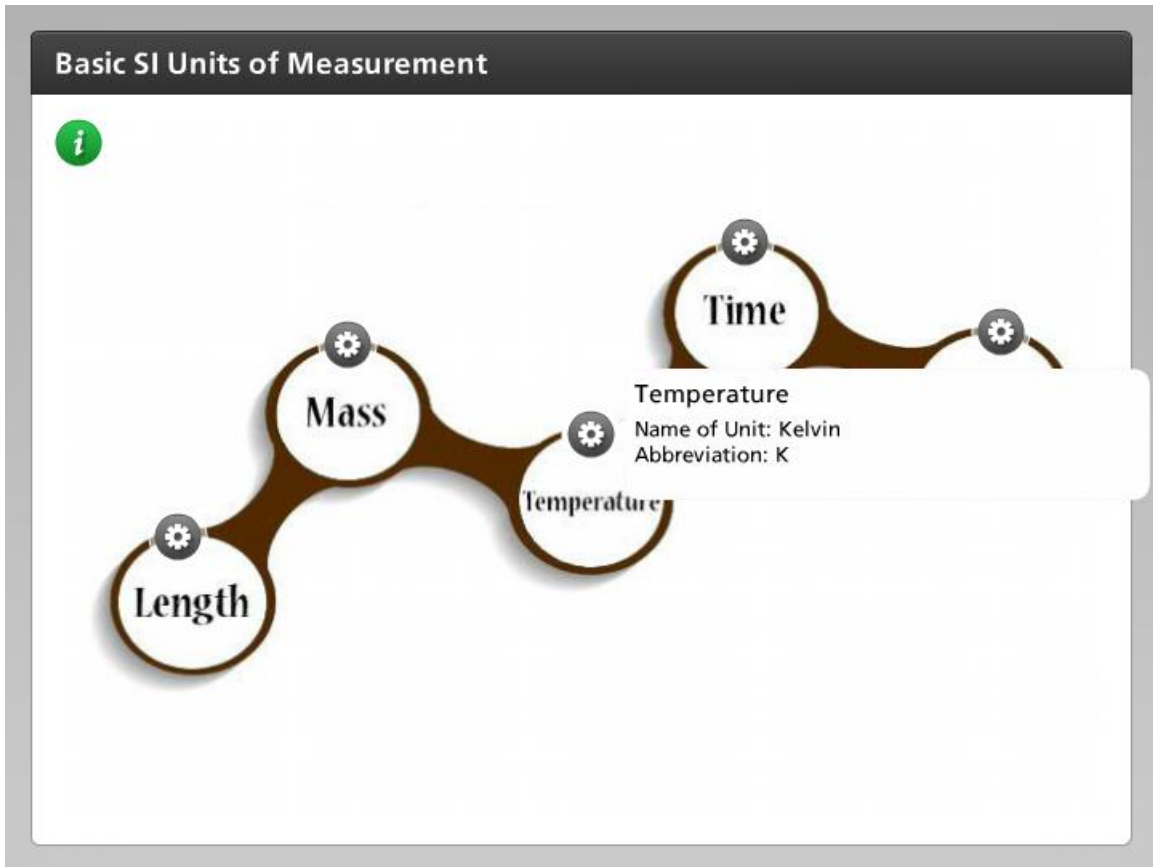 Basic SI Units of Measurement
i
Time
Mass
Temperature
Name of Unit: Kelvin
Abbreviation: K
Temperature
Length